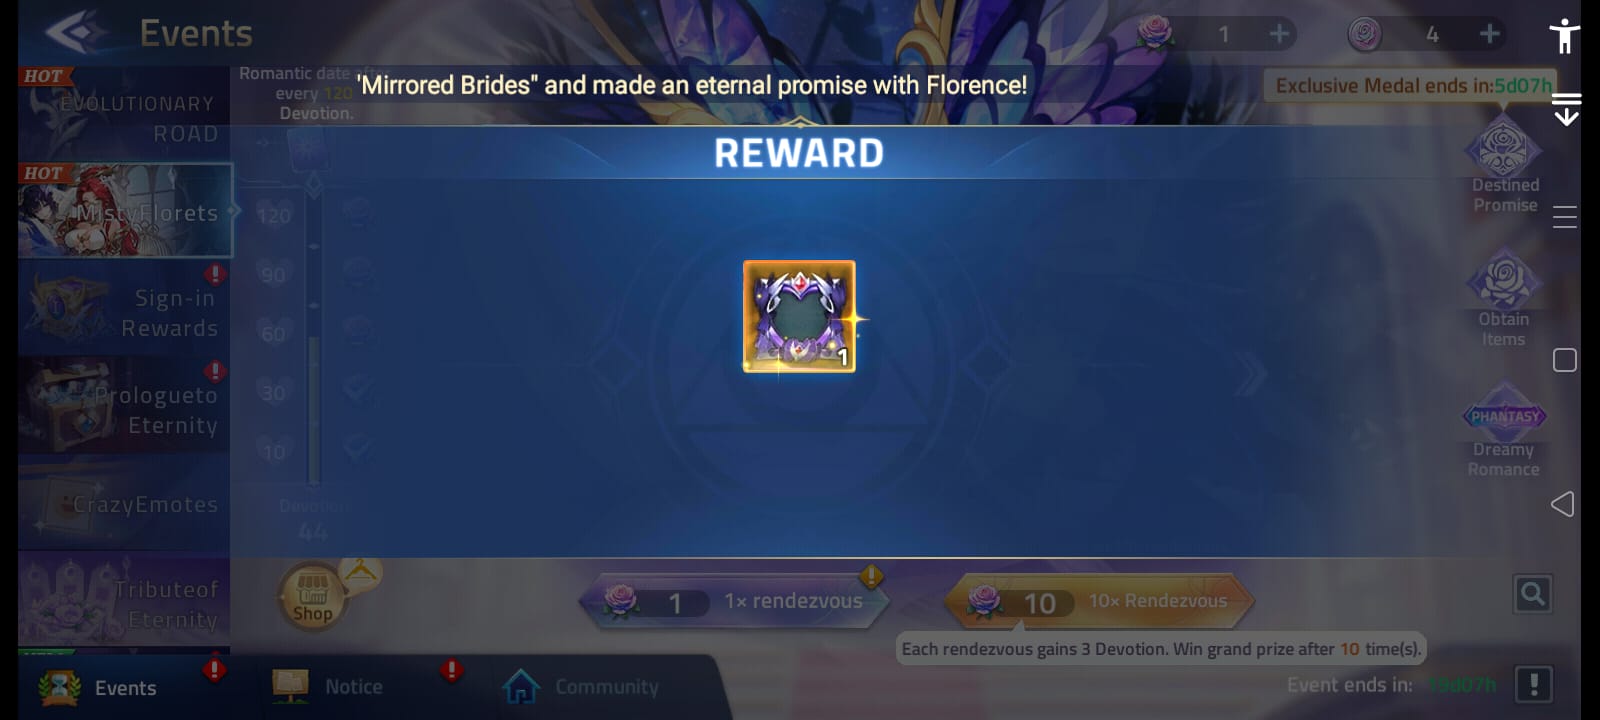 Events
1
4
Romantic date after
every 120
Devotion.
'Mirrored Brides" and made an eternal promise with Florence!
Exclusive Medal ends in:5d07h
HOT
EVOLUTIONARY
ROAD
REWARD
HOT
MistyFlorets
Sign-in
Rewards
Prologueto
Eternity
CrazyEmotes
Tributeof
Eternity
120
90
60
30
10
Devotion
44
1
Destined
Promise
Obtain
Items
PHANTASY
Dreamy
Romance
Shop
1
1× rendezvous
10
10× Rendezvous
Each rendezvous gains 3 Devotion. Win grand prize after 10 time(s).
Events
Notice
Community
Event ends in: 19d07h